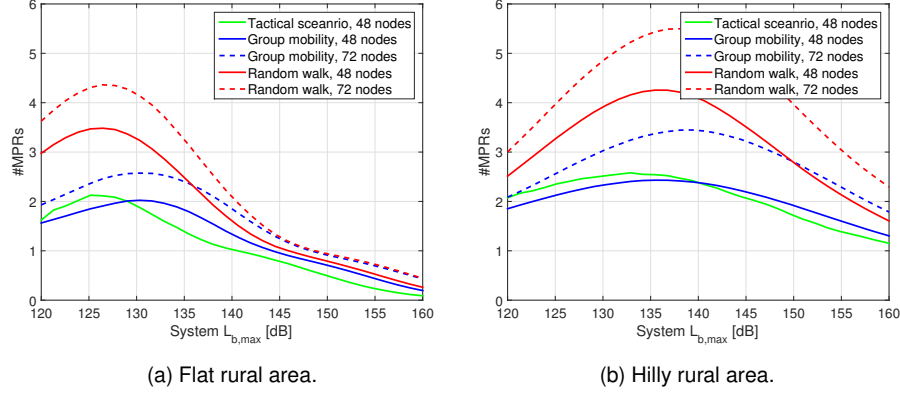 #MPRs
6
5
4
3
2
1
0
Tactical sceanrio, 48 nodes
Group mobility, 48 nodes
Group mobility, 72 nodes
Random walk, 48 nodes
Random walk, 72 nodes
120 125 130 135 140 145 150 155 160
System L_b,max [dB]
(a) Flat rural area.
#MPRs
6
5
4
3
2
1
0
Tactical sceanrio, 48 nodes
Group mobility, 48 nodes
Group mobility, 72 nodes
Random walk, 48 nodes
Random walk, 72 nodes
120 125 130 135 140 145 150 155 160
System L_b,max [dB]
(b) Hilly rural area.